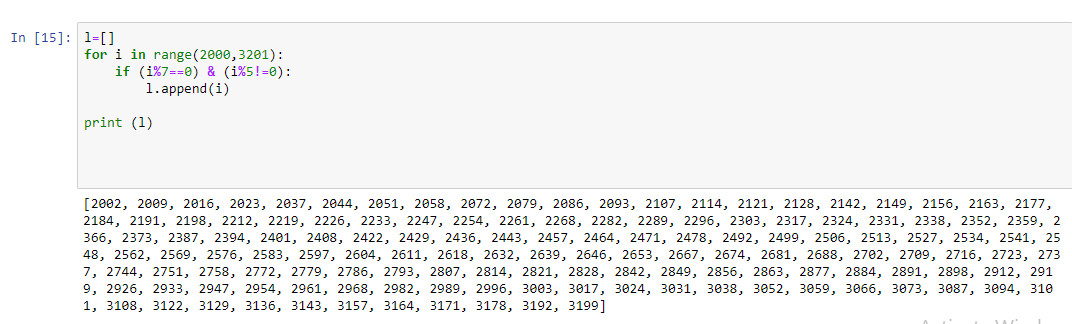 In [15]: l=[]
for i in range(2000,3201):
    if (i%7==0) & (i%5!=0):
        l.append(i)
print (l)
[2002, 2009, 2016, 2023, 2037, 2044, 2051, 2058, 2072, 2079, 2086, 2093, 2107, 2114, 2121, 2128, 2142, 2149, 2156, 2163, 2177,
2184, 2191, 2198, 2212, 2219, 2226, 2233, 2247, 2254, 2261, 2268, 2282, 2289, 2296, 2303, 2317, 2324, 2331, 2338, 2352, 2359, 2
366, 2373, 2387, 2394, 2401, 2408, 2422, 2429, 2436, 2443, 2457, 2464, 2471, 2478, 2492, 2499, 2506, 2513, 2527, 2534, 2541, 25
48, 2562, 2569, 2576, 2583, 2597, 2604, 2611, 2618, 2632, 2639, 2646, 2653, 2667, 2674, 2681, 2688, 2702, 2709, 2716, 2723, 273
7, 2744, 2751, 2758, 2772, 2779, 2786, 2793, 2807, 2814, 2821, 2828, 2842, 2849, 2856, 2863, 2877, 2884, 2891, 2898, 2912, 291
9, 2926, 2933, 2947, 2954, 2961, 2968, 2982, 2989, 2996, 3003, 3017, 3024, 3031, 3038, 3052, 3059, 3066, 3073, 3087, 3094, 310
1, 3108, 3122, 3129, 3136, 3143, 3157, 3164, 3171, 3178, 3192, 3199]